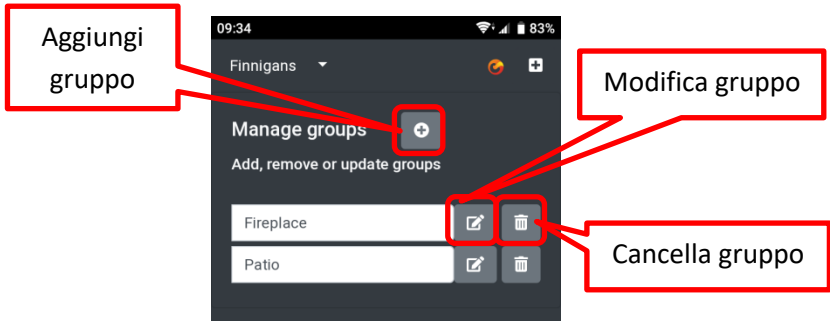 Aggiungi
gruppo
09:34
83%
Finnigans
Modifica gruppo
Manage groups
Add, remove or update groups
Fireplace
Patio
Cancella gruppo